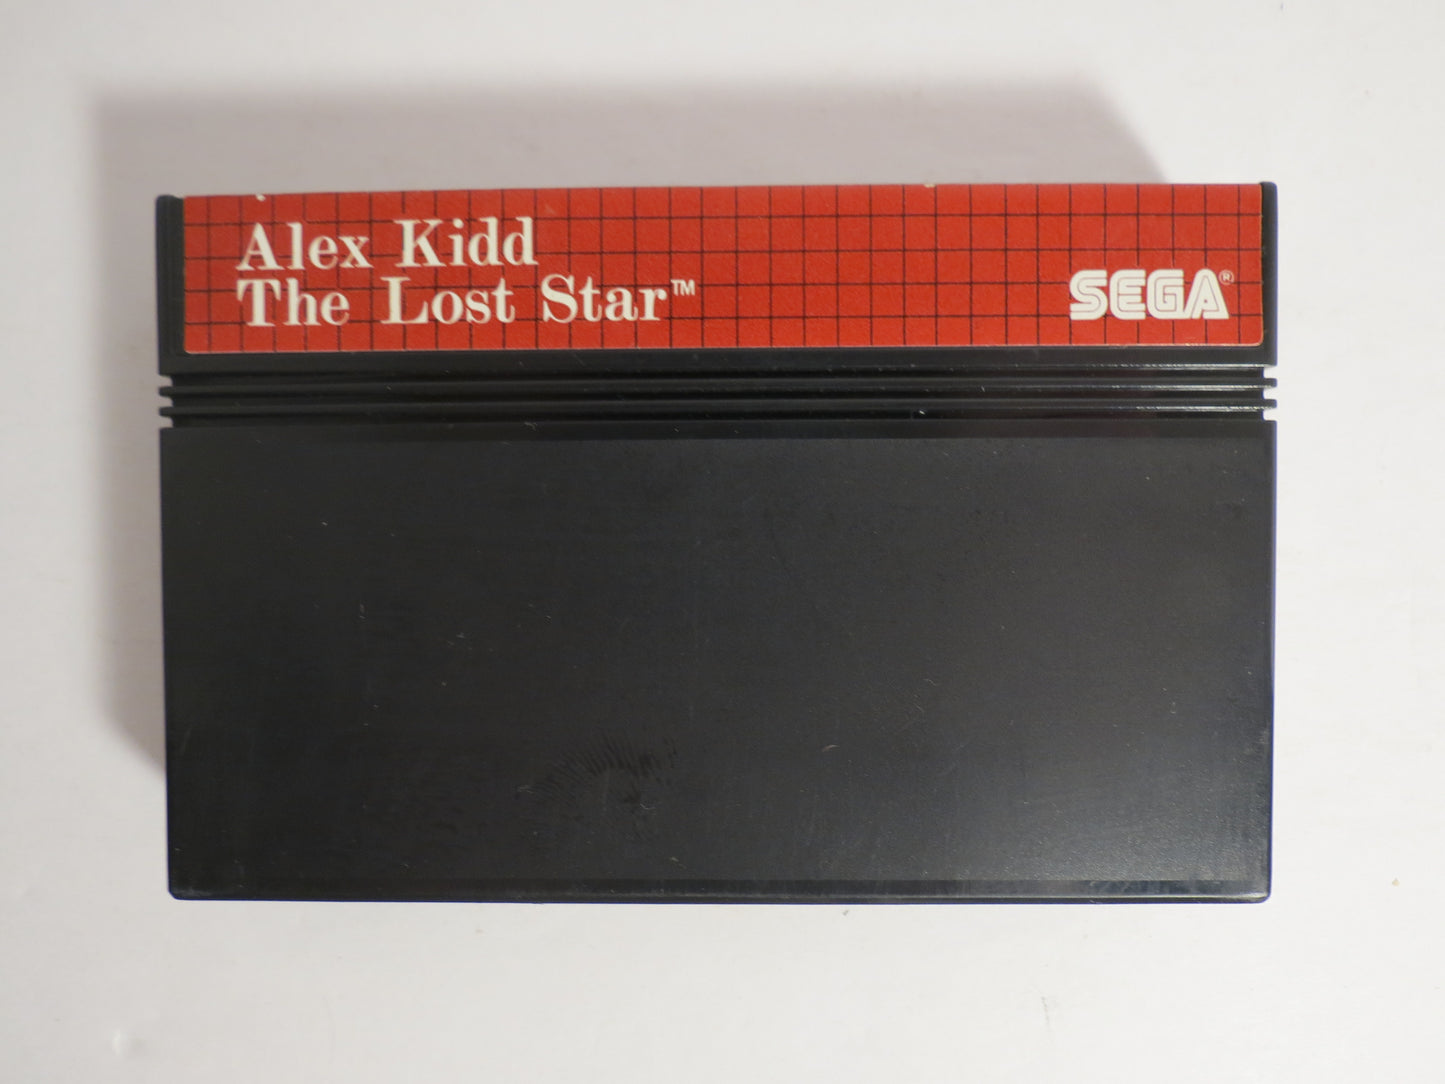 Alex Kidd
The Lost Star™
SEGA®